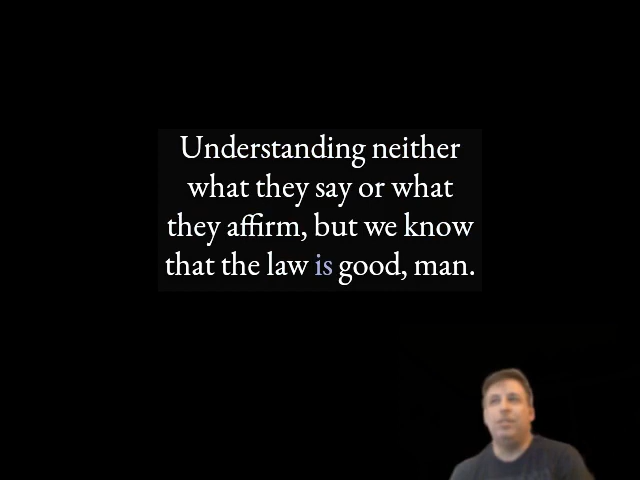 Understanding neither
what they say or what
they affirm, but we know
that the law is good, man.